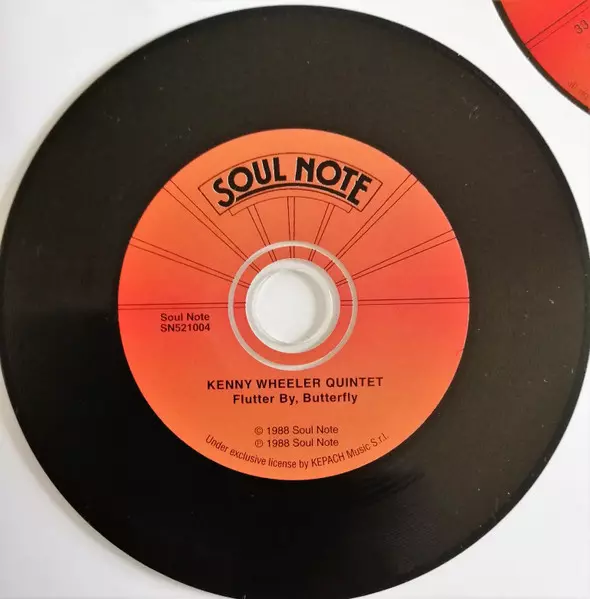 SOUL NOTE
Soul Note
SN521004
KENNY WHEELER QUINTET
Flutter By, Butterfly
© 1988 Soul Note
℗ 1988 Soul Note
Under exclusive license by KEPACH Music S.r.l.
33